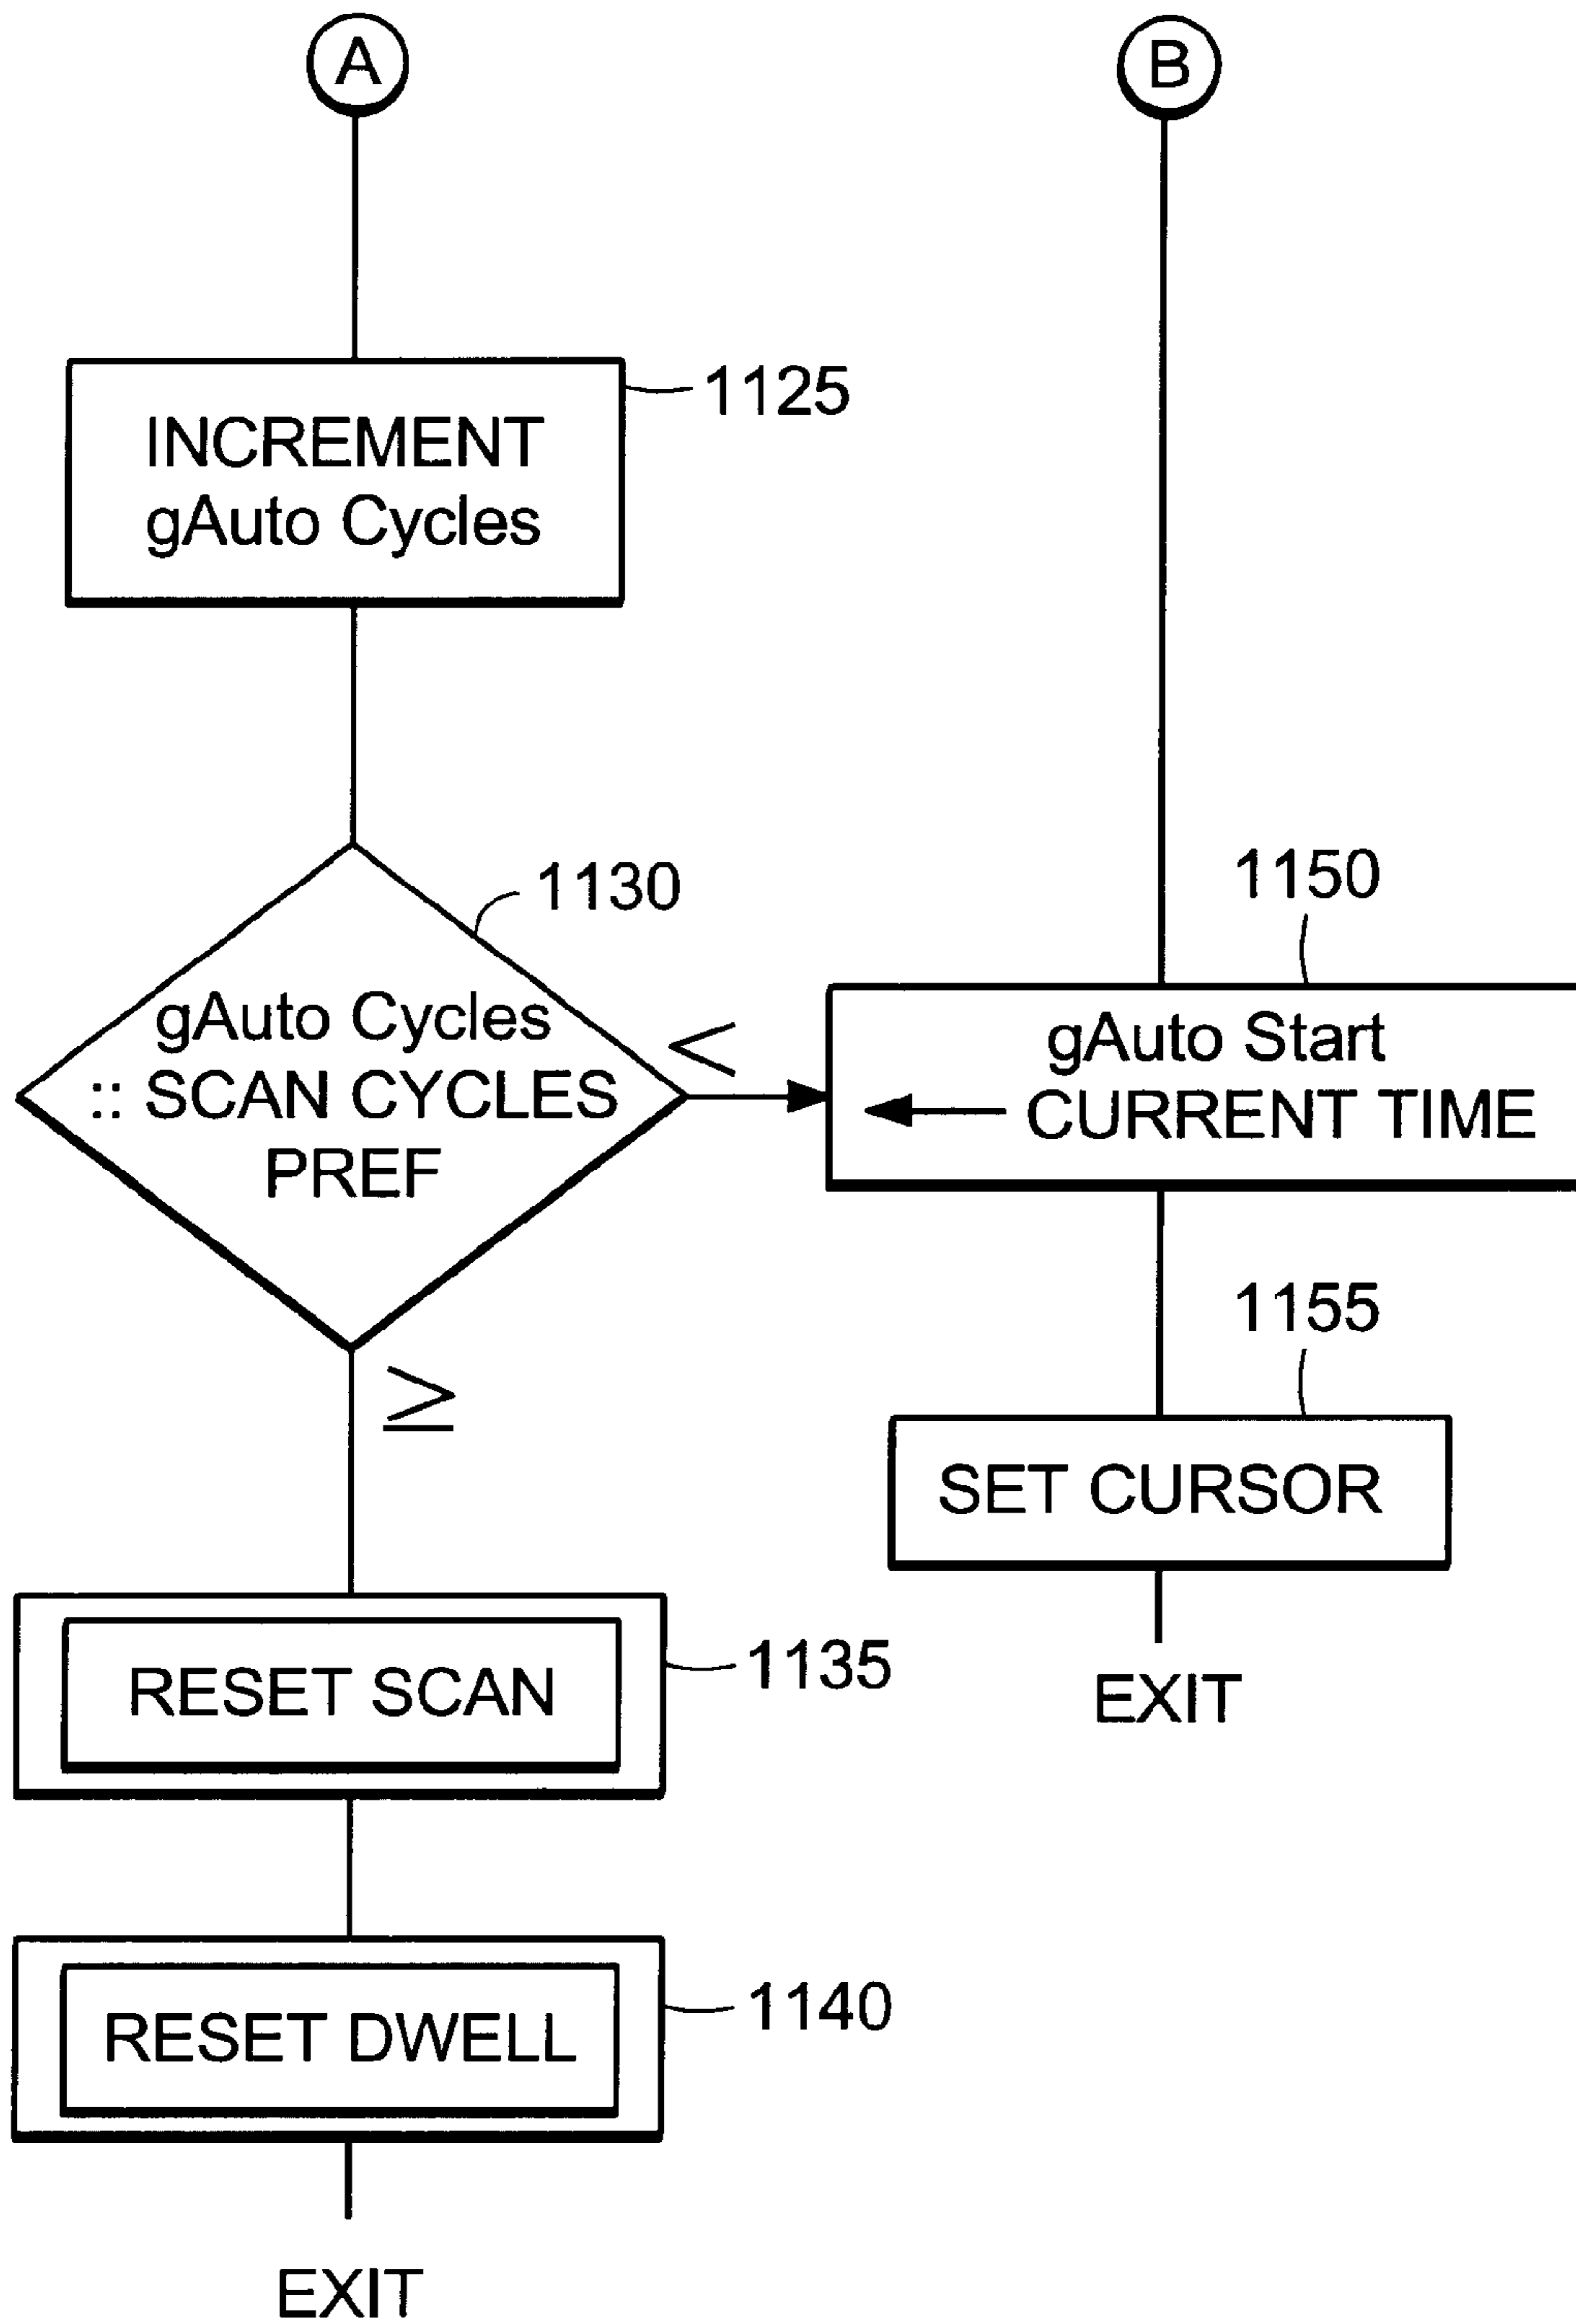 A
B
1125
INCREMENT
gAuto Cycles
1130
gAuto Cycles
:: SCAN CYCLES
PREF
<
≥
1150
gAuto Start
← CURRENT TIME
1155
SET CURSOR
EXIT
RESET SCAN
1135
RESET DWELL
1140
EXIT